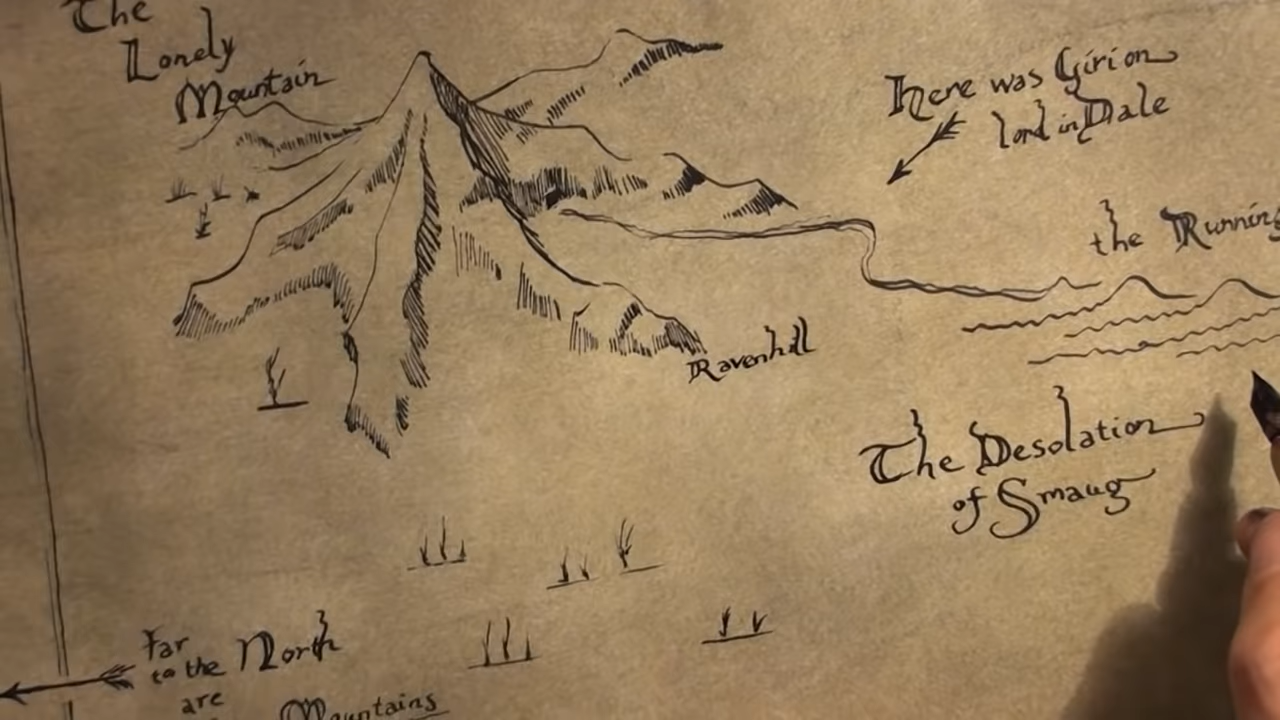 The
Lonely
Mountain
Here was Girion
lord in Dale
the Running
Ravenhill
The Desolation
of Smaug
Far
to the North
are
Mountains